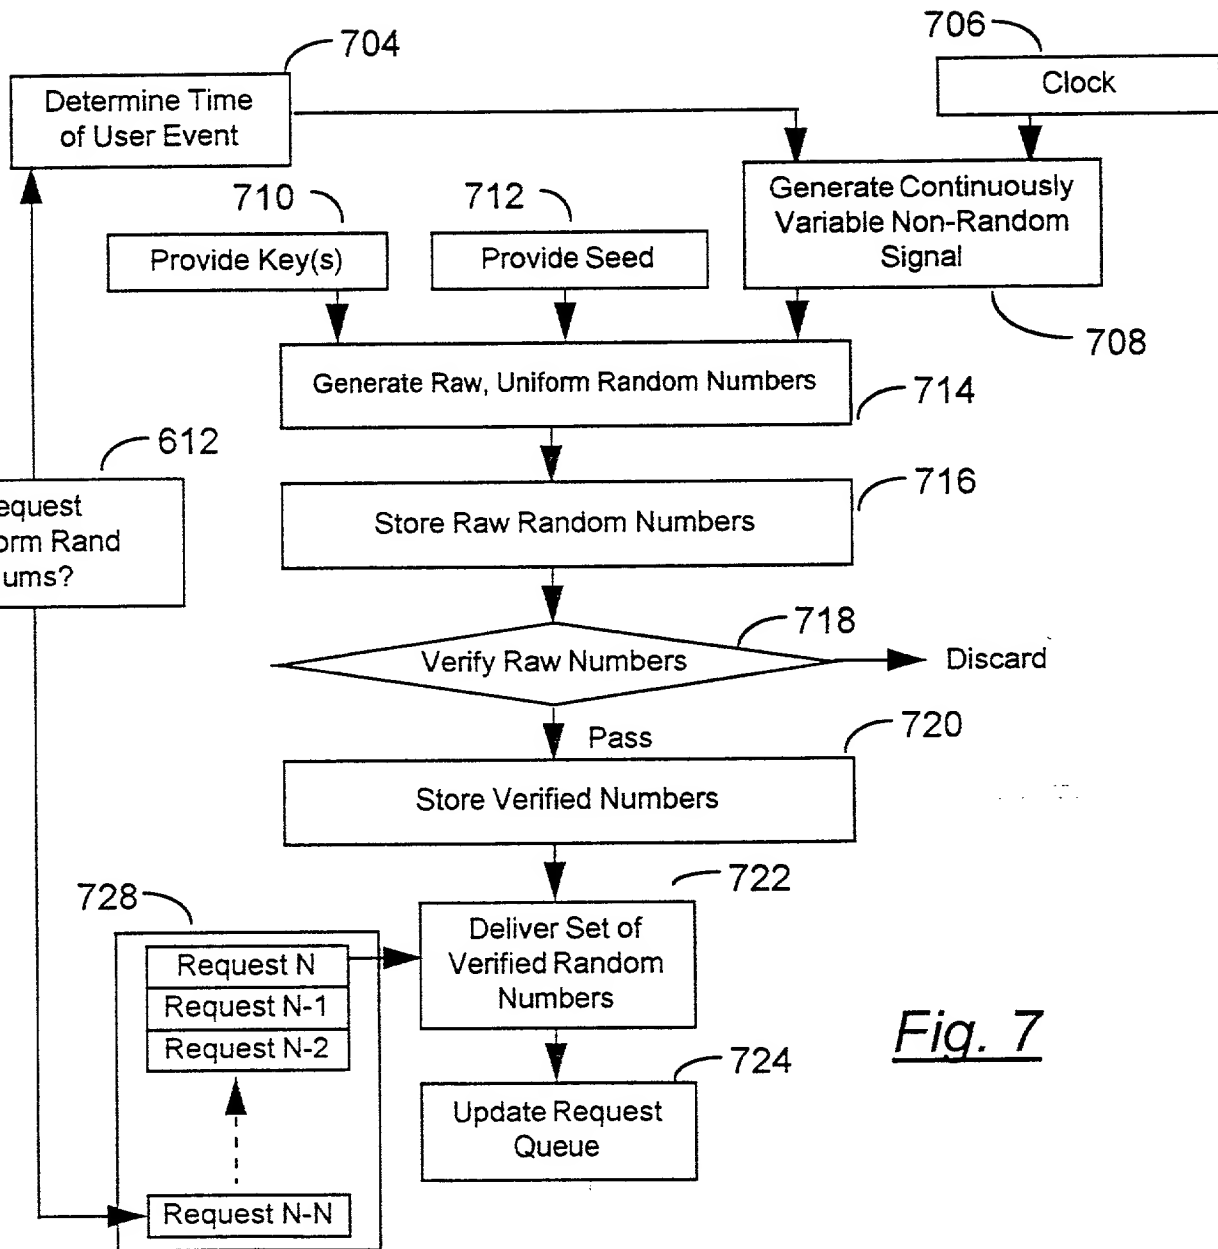 704
706
Determine Time
of User Event
Clock
710
712
Generate Continuously
Variable Non-Random
Signal
Provide Key(s)
Provide Seed
708
Generate Raw, Uniform Random Numbers
714
612
equest
orm Rand
ums?
716
Store Raw Random Numbers
718
Verify Raw Numbers
Discard
Pass
720
Store Verified Numbers
722
728
Deliver Set of
Verified Random
Numbers
Request N
Request N-1
Request N-2
Fig. 7
724
Update Request
Queue
Request N-N